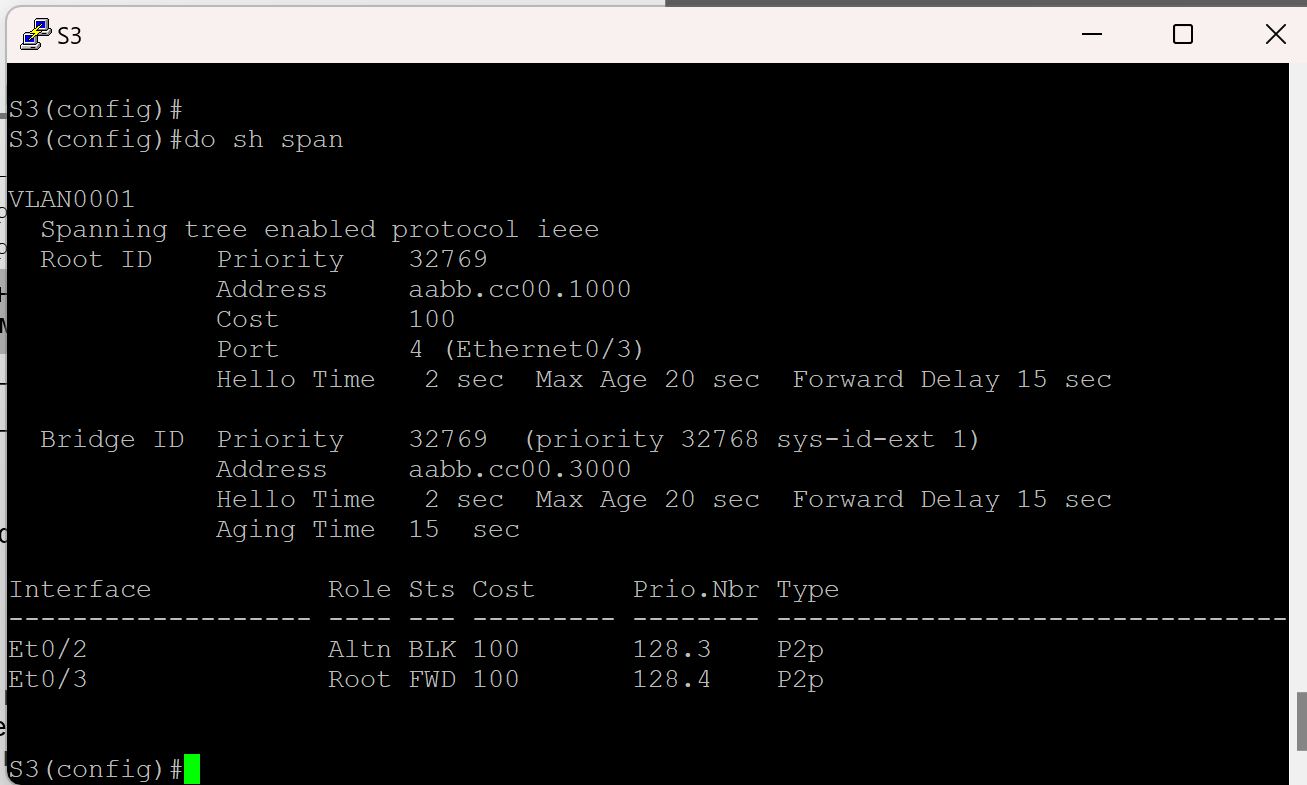 S3
S3(config)#
S3(config)#do sh span
VLAN0001
  Spanning tree enabled protocol ieee
  Root ID    Priority    32769
             Address     aabb.cc00.1000
             Cost        100
             Port        4 (Ethernet0/3)
             Hello Time   2 sec  Max Age 20 sec  Forward Delay 15 sec
  Bridge ID  Priority    32769  (priority 32768 sys-id-ext 1)
             Address     aabb.cc00.3000
             Hello Time   2 sec  Max Age 20 sec  Forward Delay 15 sec
             Aging Time  15  sec
Interface           Role Sts Cost      Prio.Nbr Type
------------------- ---- --- --------- -------- --------------------------------
Et0/2               Altn BLK 100       128.3    P2p
Et0/3               Root FWD 100       128.4    P2p
S3(config)#